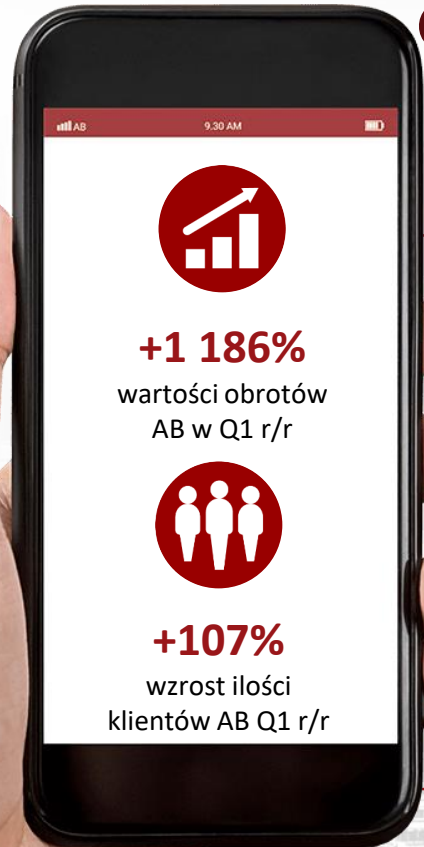 AB 9.30 AM
+1 186%
wartości obrotów
AB w Q1 r/r
+107%
wzrost ilości
klientów AB Q1 r/r